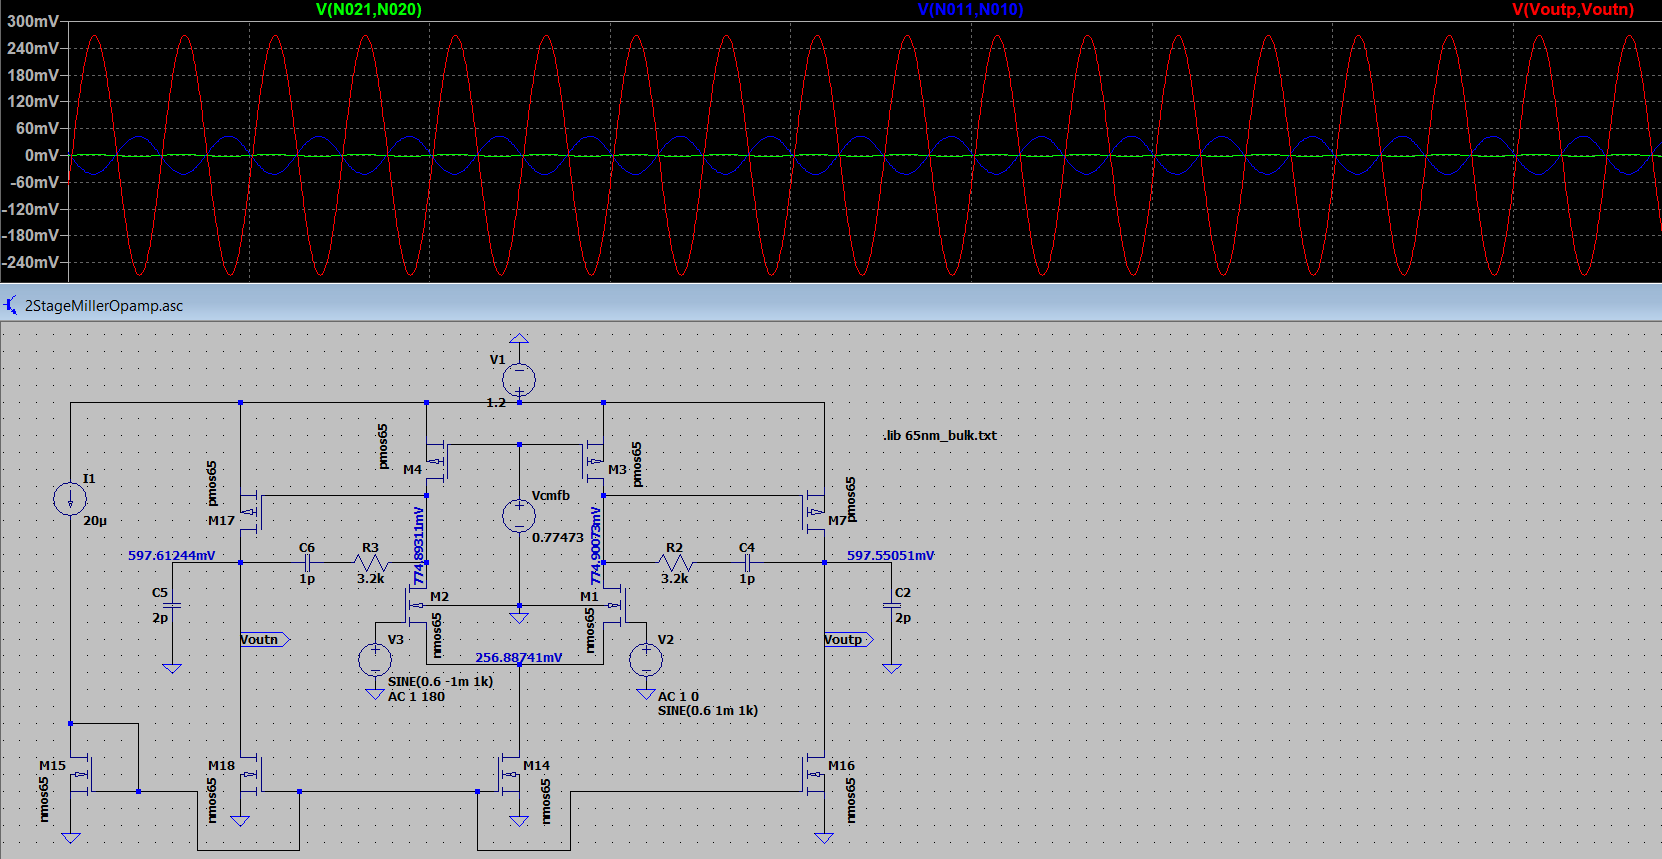 V(N021,N020) V(N011,N010) V(Voutp,Voutn)
300mV
240mV
180mV
120mV
60mV
0mV
-60mV
-120mV
-180mV
-240mV
2StageMillerOpamp.asc
V1
1.2
.lib 65nm_bulk.txt
pmos65
M4
M3
pmos65
I1
20µ
pmos65
M17
Vcmfb
0.77473
pmos65
M7
774.89311mV
774.90073mV
597.61244mV
C6
1p
R3
3.2k
R2
3.2k
C4
1p
597.55051mV
C5
2p
M2
nmos65
M1
nmos65
C2
2p
Voutn
V3
SINE(0.6 -1m 1k)
AC 1 180
256.88741mV
V2
AC 1 0
SINE(0.6 1m 1k)
Voutp
M15
nmos65
M18
nmos65
M14
nmos65
M16
nmos65